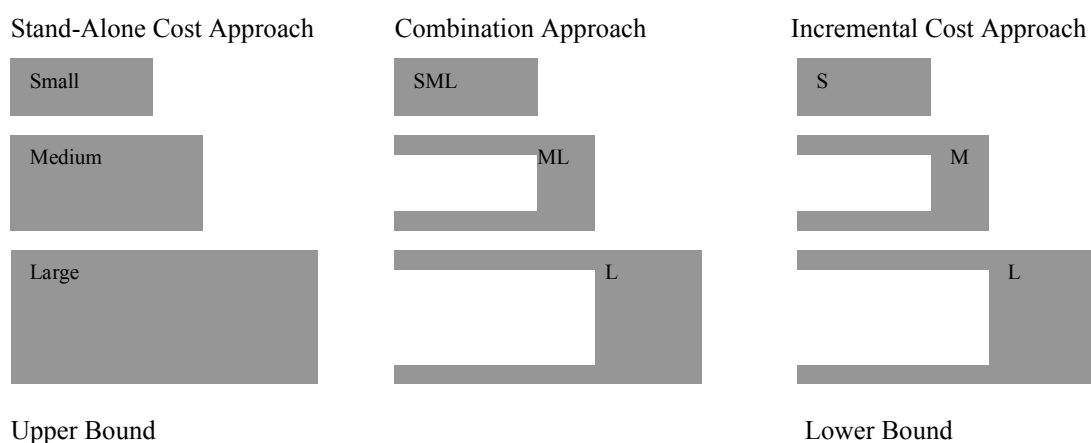 Stand-Alone Cost Approach Combination Approach Incremental Cost Approach
Small SML S
Medium ML M
Large L L
Upper Bound Lower Bound